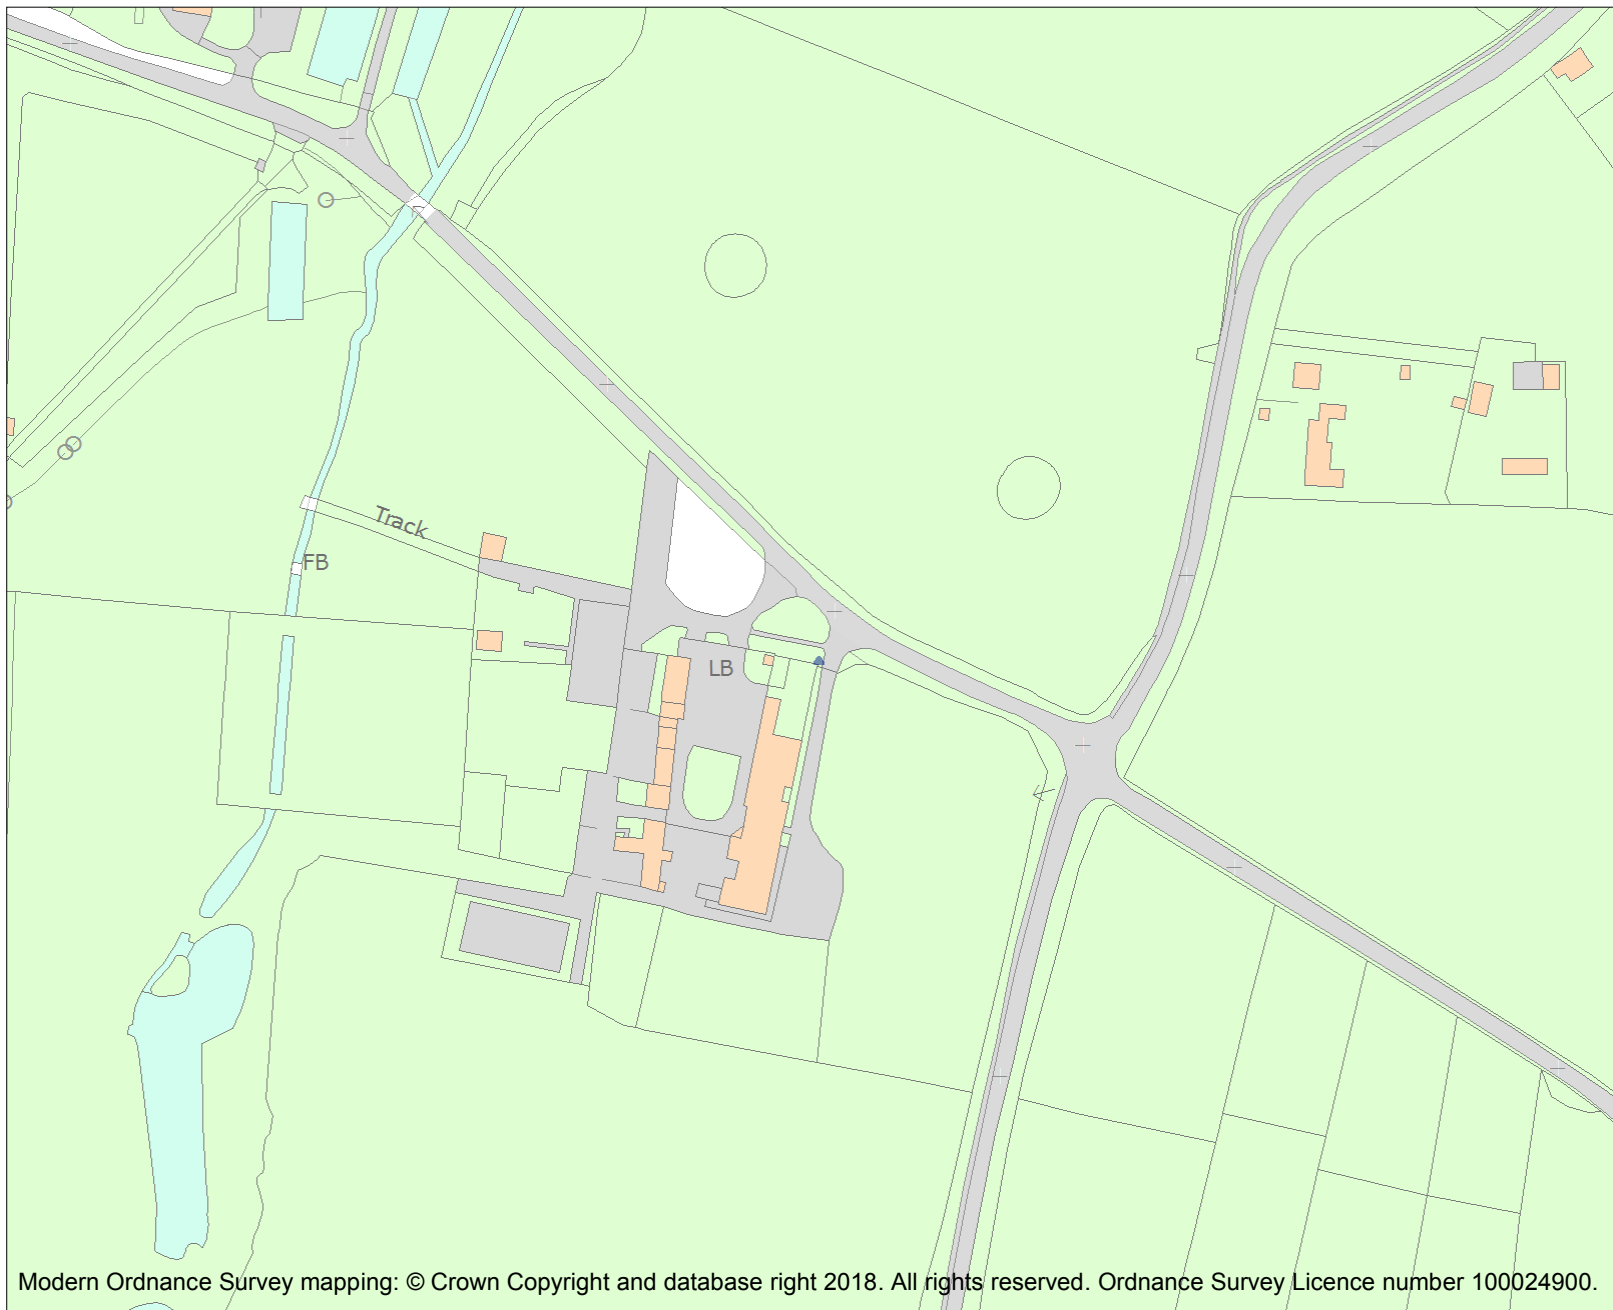 Track
FB
LB
Modern Ordnance Survey mapping: © Crown Copyright and database right 2018. All rights reserved. Ordnance Survey Licence number 100024900.